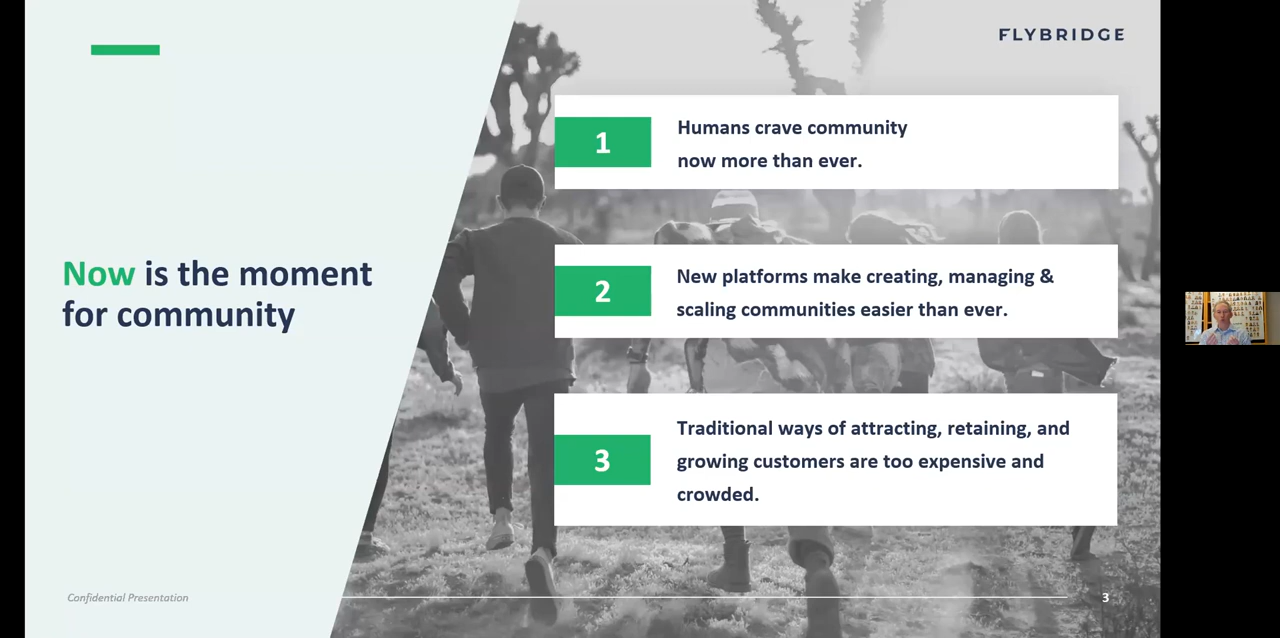 FLYBRIDGE
Now is the moment
for community
1
Humans crave community
now more than ever.
2
New platforms make creating, managing &
scaling communities easier than ever.
3
Traditional ways of attracting, retaining, and
growing customers are too expensive and
crowded.
Confidential Presentation
3